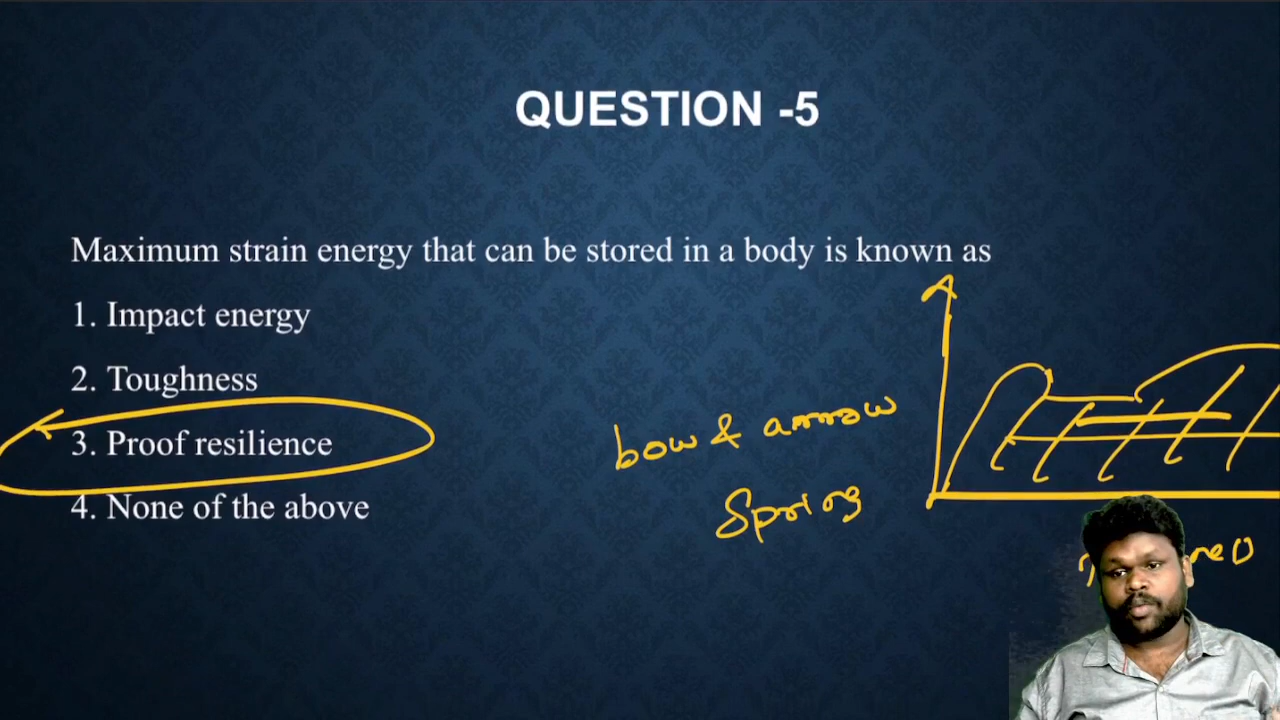 QUESTION -5
Maximum strain energy that can be stored in a body is known as
1. Impact energy
2. Toughness
3. Proof resilience
4. None of the above
bow & arrow
Spring